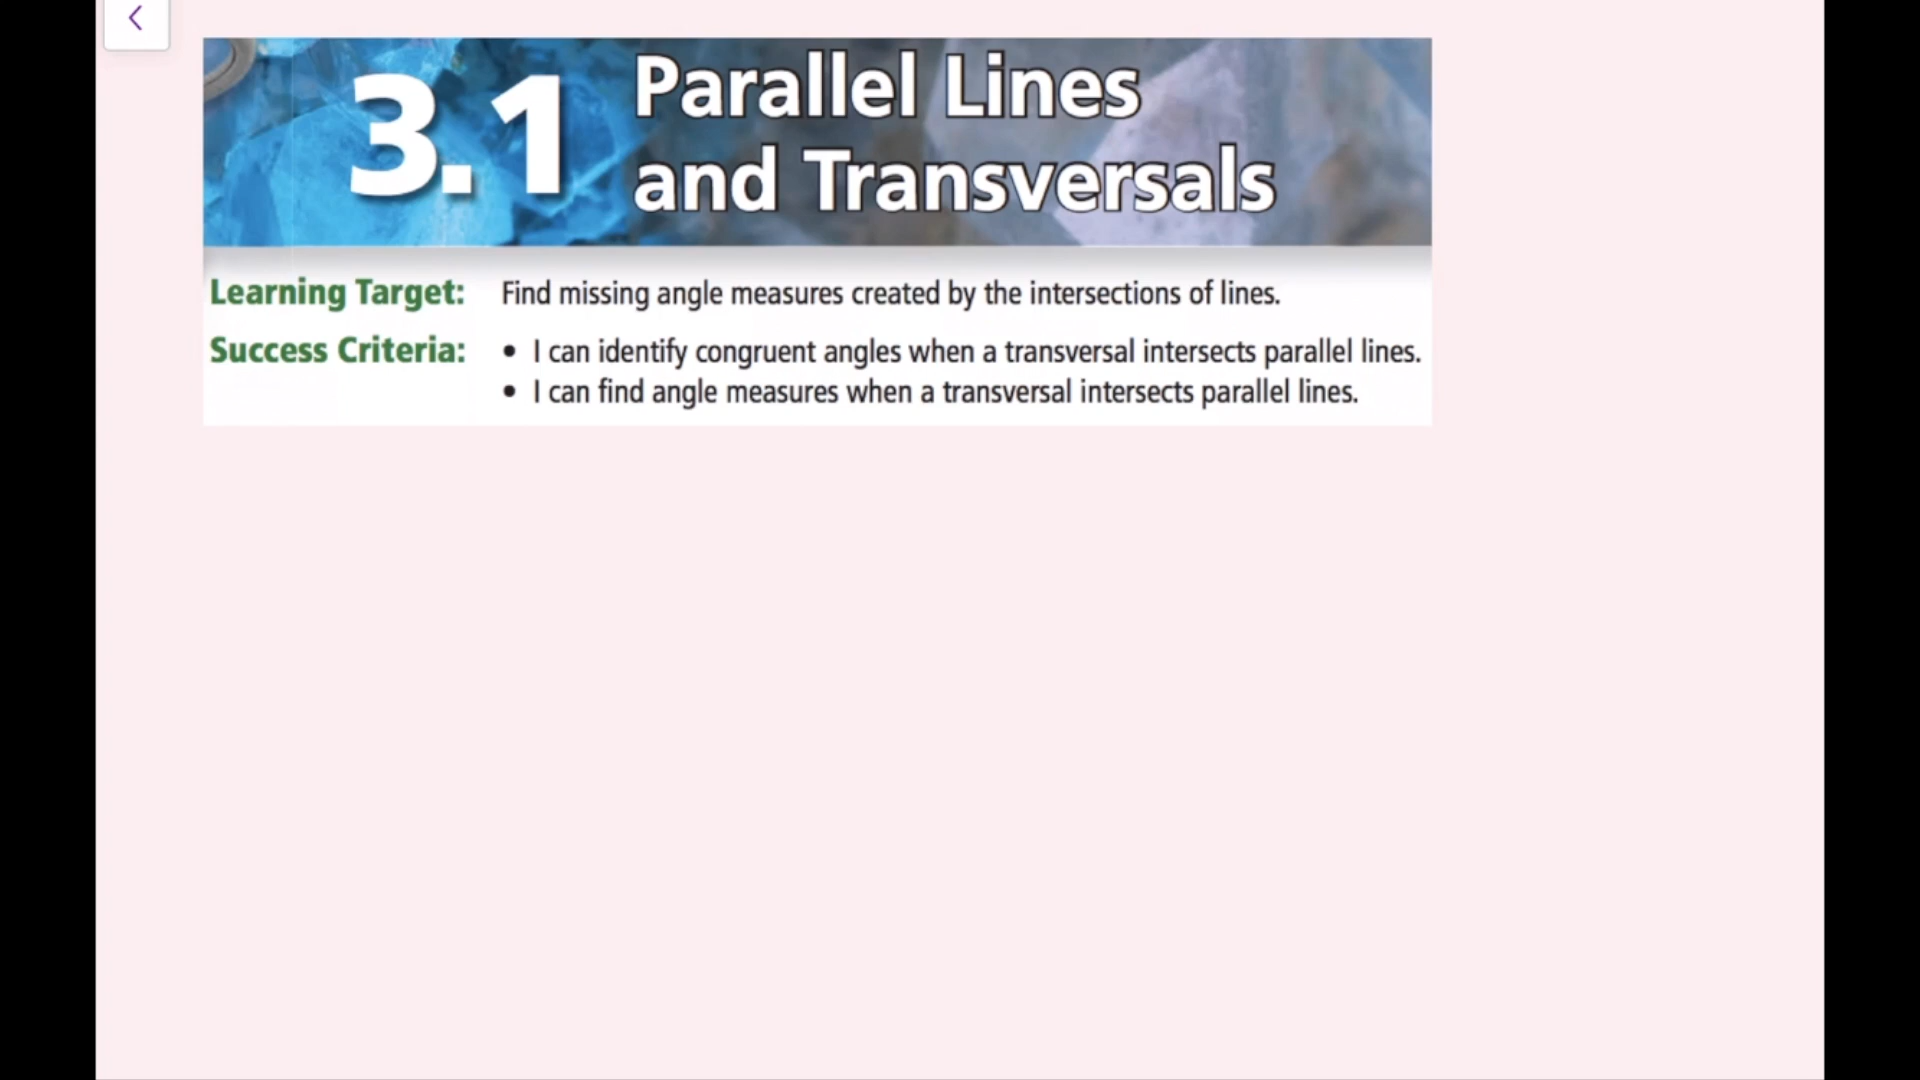 3.1
Parallel Lines
and Transversals
Learning Target: Find missing angle measures created by the intersections of lines.
Success Criteria: • I can identify congruent angles when a transversal intersects parallel lines.
• I can find angle measures when a transversal intersects parallel lines.